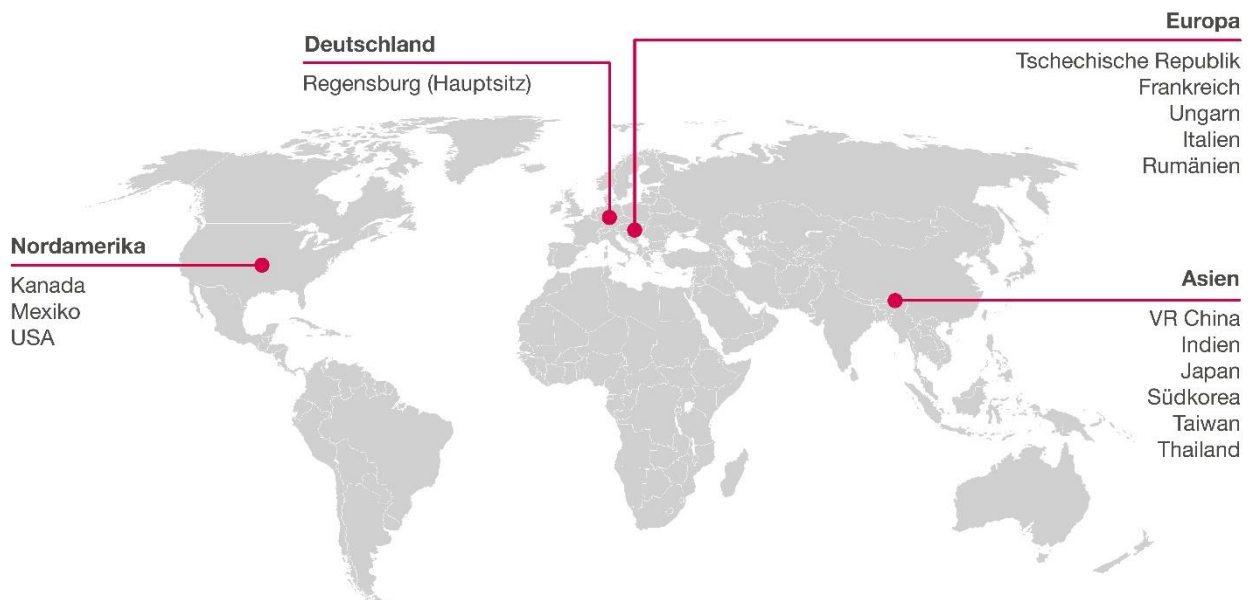 Deutschland
Regensburg (Hauptsitz)
Europa
Tschechische Republik
Frankreich
Ungarn
Italien
Rumänien
Nordamerika
Kanada
Mexiko
USA
Asien
VR China
Indien
Japan
Südkorea
Taiwan
Thailand